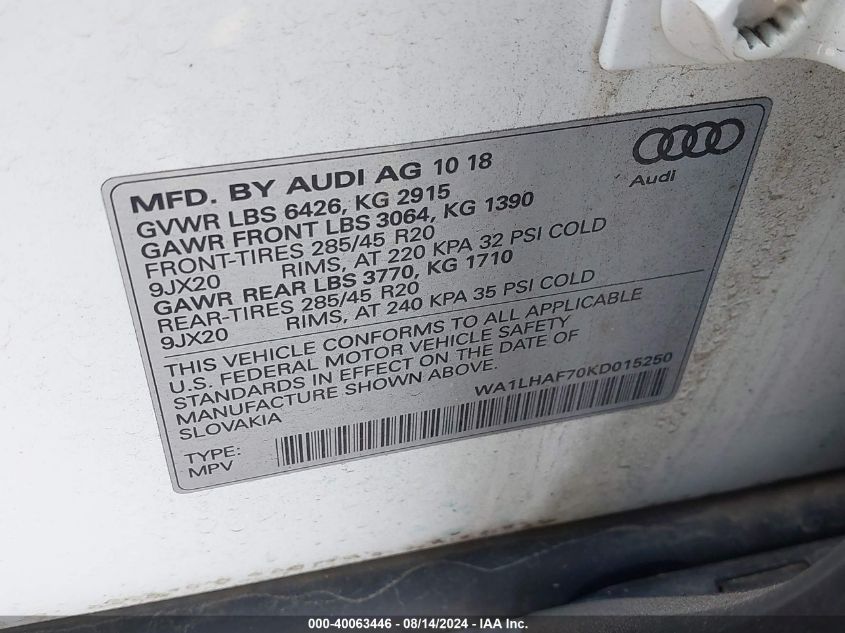 MFD. BY AUDI AG 10 18
Audi
GVWR LBS 6426, KG 2915
GAWR FRONT LBS 3064, KG 1390
FRONT-TIRES 285/45 R20
9JX20 RIMS, AT 220 KPA 32 PSI COLD
GAWR REAR LBS 3770, KG 1710
REAR-TIRES 285/45 R20
9JX20 RIMS, AT 240 KPA 35 PSI COLD
THIS VEHICLE CONFORMS TO ALL APPLICABLE
U.S. FEDERAL MOTOR VEHICLE SAFETY
STANDARDS IN EFFECT ON THE DATE OF
MANUFACTURE SHOWN ABOVE.
SLOVAKIA WA1LHAF70KD015250
TYPE:
MPV
000-40063446 - 08/14/2024 - IAA Inc.